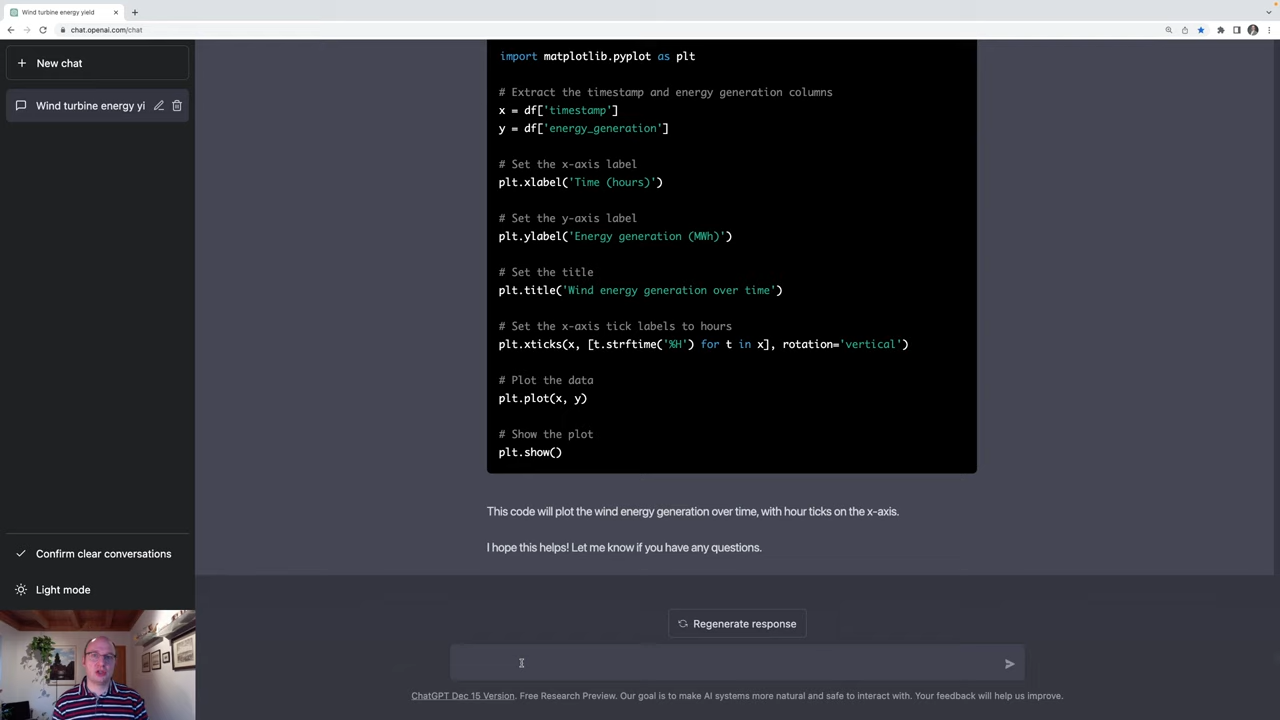 Wind turbine energy yield
chat.openai.com/chat
New chat
Wind turbine energy yi
import matplotlib.pyplot as plt
# Extract the timestamp and energy generation columns
x = df['timestamp']
y = df['energy_generation']
# Set the x-axis label
plt.xlabel('Time (hours)')
# Set the y-axis label
plt.ylabel('Energy generation (MWh)')
# Set the title
plt.title('Wind energy generation over time')
# Set the x-axis tick labels to hours
plt.xticks(x, [t.strftime('%H') for t in x], rotation='vertical')
# Plot the data
plt.plot(x, y)
# Show the plot
plt.show()
This code will plot the wind energy generation over time, with hour ticks on the x-axis.
I hope this helps! Let me know if you have any questions.
Confirm clear conversations
Light mode
Regenerate response
ChatGPT Dec 15 Version. Free Research Preview. Our goal is to make AI systems more natural and safe to interact with. Your feedback will help us improve.